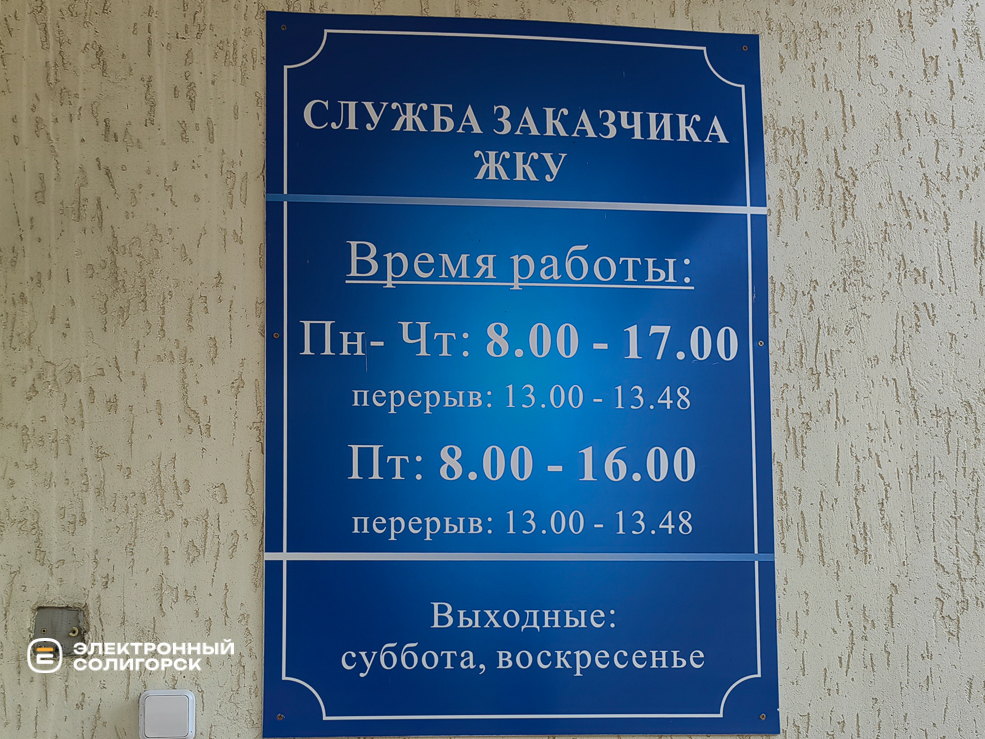 СЛУЖБА ЗАКАЗЧИКА
ЖКУ
Время работы:
Пн- Чт: 8.00 - 17.00
перерыв: 13.00 - 13.48
Пт: 8.00 - 16.00
перерыв: 13.00 - 13.48
Выходные:
суббота, воскресенье
ЭЛЕКТРОННЫЙ
СОЛИГОРСК